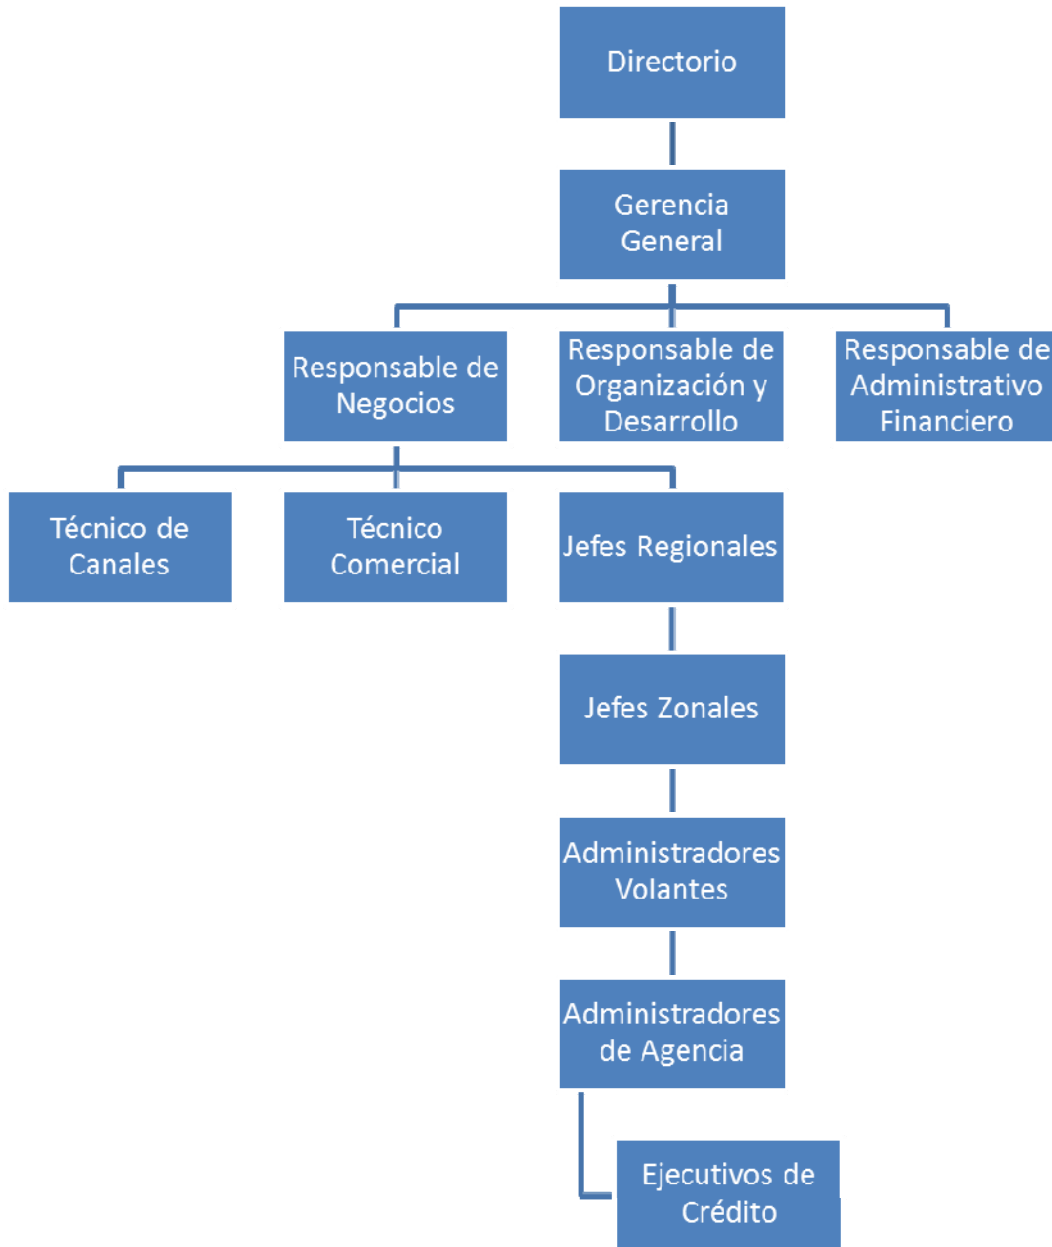 Directorio
Gerencia
General
Responsable de
Negocios
Responsable de
Organización y
Desarrollo
Responsable de
Administrativo
Financiero
Técnico de
Canales
Técnico
Comercial
Jefes Regionales
Jefes Zonales
Administradores
Volantes
Administradores
de Agencia
Ejecutivos de
Crédito